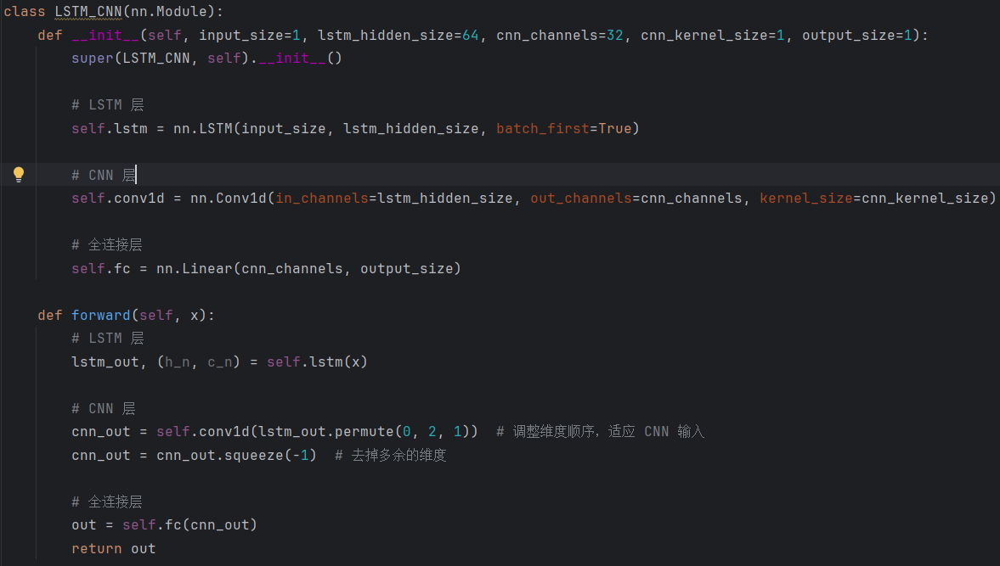 class LSTM_CNN(nn.Module):
    def __init__(self, input_size=1, lstm_hidden_size=64, cnn_channels=32, cnn_kernel_size=1, output_size=1):
        super(LSTM_CNN, self).__init__()

        # LSTM 层
        self.lstm = nn.LSTM(input_size, lstm_hidden_size, batch_first=True)

        # CNN 层
        self.conv1d = nn.Conv1d(in_channels=lstm_hidden_size, out_channels=cnn_channels, kernel_size=cnn_kernel_size)

        # 全连接层
        self.fc = nn.Linear(cnn_channels, output_size)

    def forward(self, x):
        # LSTM 层
        lstm_out, (h_n, c_n) = self.lstm(x)

        # CNN 层
        cnn_out = self.conv1d(lstm_out.permute(0, 2, 1))  # 调整维度顺序，适应 CNN 输入
        cnn_out = cnn_out.squeeze(-1)  # 去掉多余的维度

        # 全连接层
        out = self.fc(cnn_out)
        return out